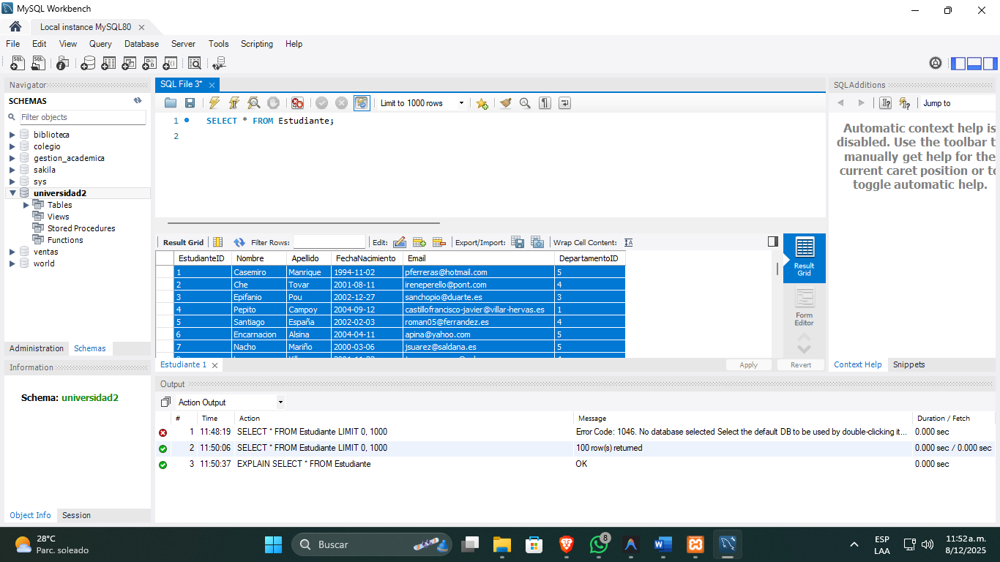 MySQL Workbench
Local instance MySQL80
File Edit View Query Database Server Tools Scripting Help
Navigator
SCHEMAS
Filter objects
biblioteca
colegio
gestion_academica
sakila
sys
universidad2
Tables
Views
Stored Procedures
Functions
ventas
world
Administration Schemas
Information
Schema: universidad2
Object Info Session
SQL File 3*
Limit to 1000 rows
1 SELECT * FROM Estudiante;
2
Result Grid Filter Rows: Edit: Export/Import: Wrap Cell Content:
EstudianteID Nombre Apellido FechaNacimiento Email DepartamentoID
1 Casemiro Manrique 1994-11-02 pferreras@hotmail.com 5
2 Che Tovar 2001-08-11 ireneperello@pont.com 4
3 Epifanio Pou 2002-12-27 sanchopio@duarte.es 3
4 Pepito Campoy 2004-09-12 castillofrancisco-javier@villar-hervas.es 1
5 Santiago España 2002-02-03 roman05@ferrandez.es 4
6 Encarnacion Alsina 2004-04-11 apina@yahoo.com 5
7 Nacho Mariño 2000-03-06 jsuarez@saldana.es 5
Result Grid
Form Editor
Estudiante 1 Apply Revert
SQLAdditions
Jump to
Automatic context help is
disabled. Use the toolbar t
manually get help for the
current caret position or to
toggle automatic help.
Context Help Snippets
Output
Action Output
# Time Action Message Duration / Fetch
1 11:48:19 SELECT * FROM Estudiante LIMIT 0, 1000 Error Code: 1046. No database selected Select the default DB to be used by double-clicking it... 0.000 sec
2 11:50:06 SELECT * FROM Estudiante LIMIT 0, 1000 100 row(s) returned 0.000 sec / 0.000 sec
3 11:50:37 EXPLAIN SELECT * FROM Estudiante OK 0.000 sec
28°C
Parc. soleado
Buscar
8
ESP
LAA
11:52 a. m.
8/12/2025